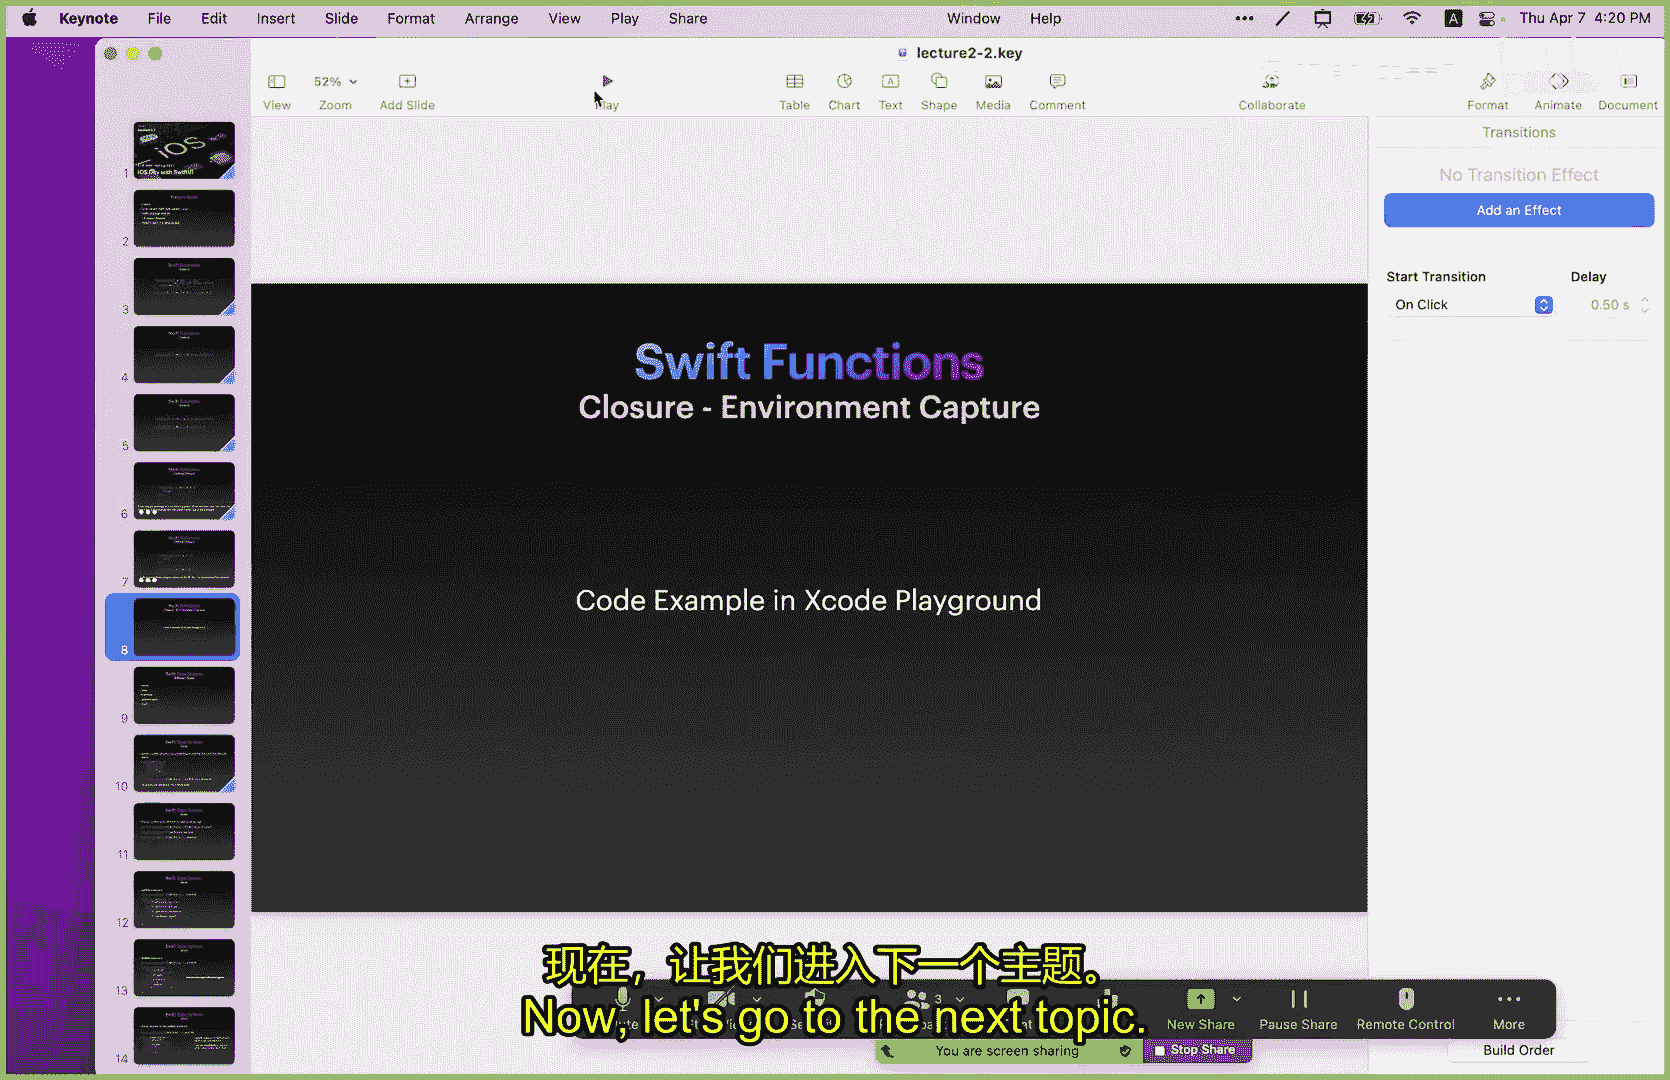 Keynote File Edit Insert Slide Format Arrange View Play Share Window Help A Thu Apr 7 4:20 PM
lecture2-2.key
52%
View Zoom Add Slide Play Table Chart Text Shape Media Comment Collaborate Format Animate Document
Transitions
No Transition Effect
Add an Effect
Start Transition Delay
On Click 0.50 s
iOS
1
2
3
4
5
6
7
8
9
10
11
12
13
14
Swift Functions
Closure - Environment Capture
Code Example in Xcode Playground
现在，让我们进入下一个主题。
Now, let's go to the next topic.
3
New Share Pause Share Remote Control More
You are screen sharing Stop Share
Build Order